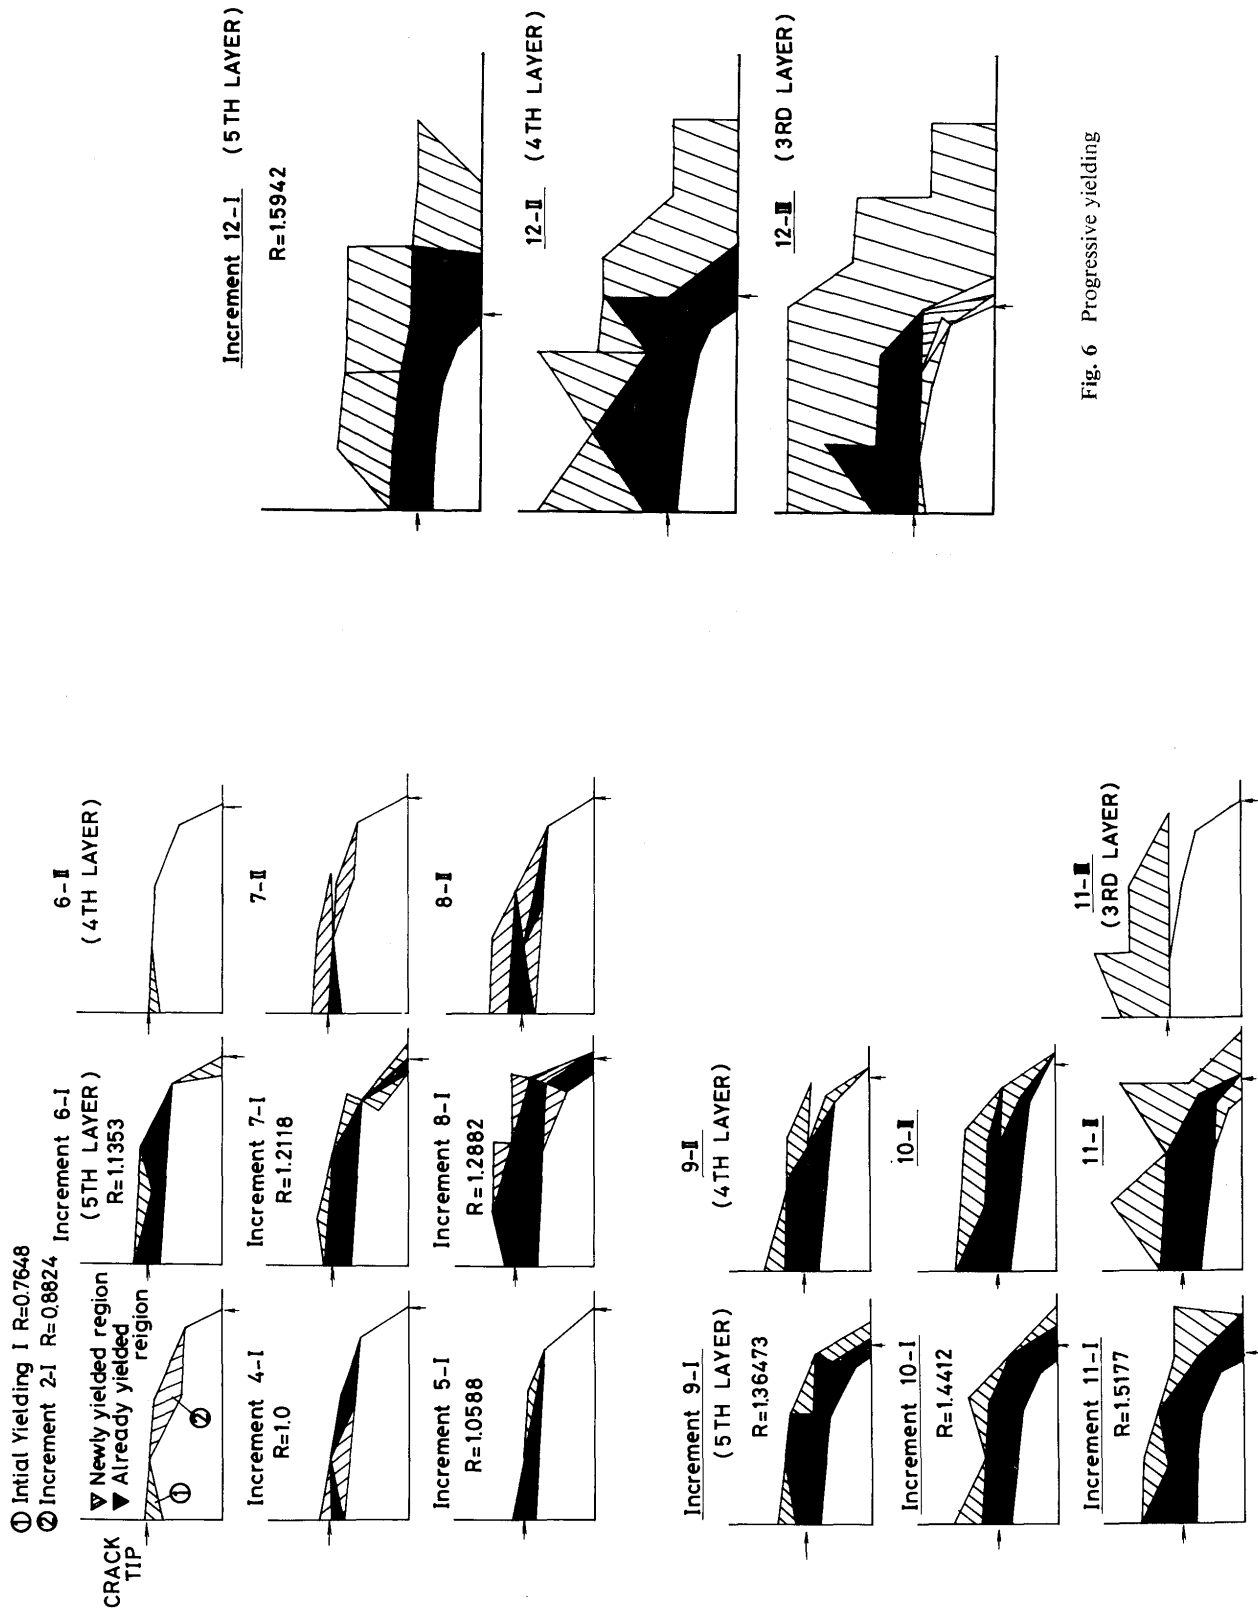 ① Intial Yielding I R=0.7648
② Increment 2-I R=0.8824
▽ Newly yielded region
▼ Already yielded
reigion
CRACK
TIP
①
②
Increment 4-I
R=1.0
Increment 5-I
R=1.0588
Increment 6-I
(5TH LAYER)
R=1.1353
Increment 7-I
R=1.2118
Increment 8-I
R=1.2882
6-II
(4TH LAYER)
7-II
8-II
Increment 9-I
(5TH LAYER)
R=1.36473
Increment 10-I
R=1.4412
Increment 11-I
R=1.5177
9-II
(4TH LAYER)
10-II
11-II
11-III
(3RD LAYER)
Increment 12-I (5TH LAYER)
R=1.5942
12-II (4TH LAYER)
12-III (3RD LAYER)
Fig. 6 Progressive yielding